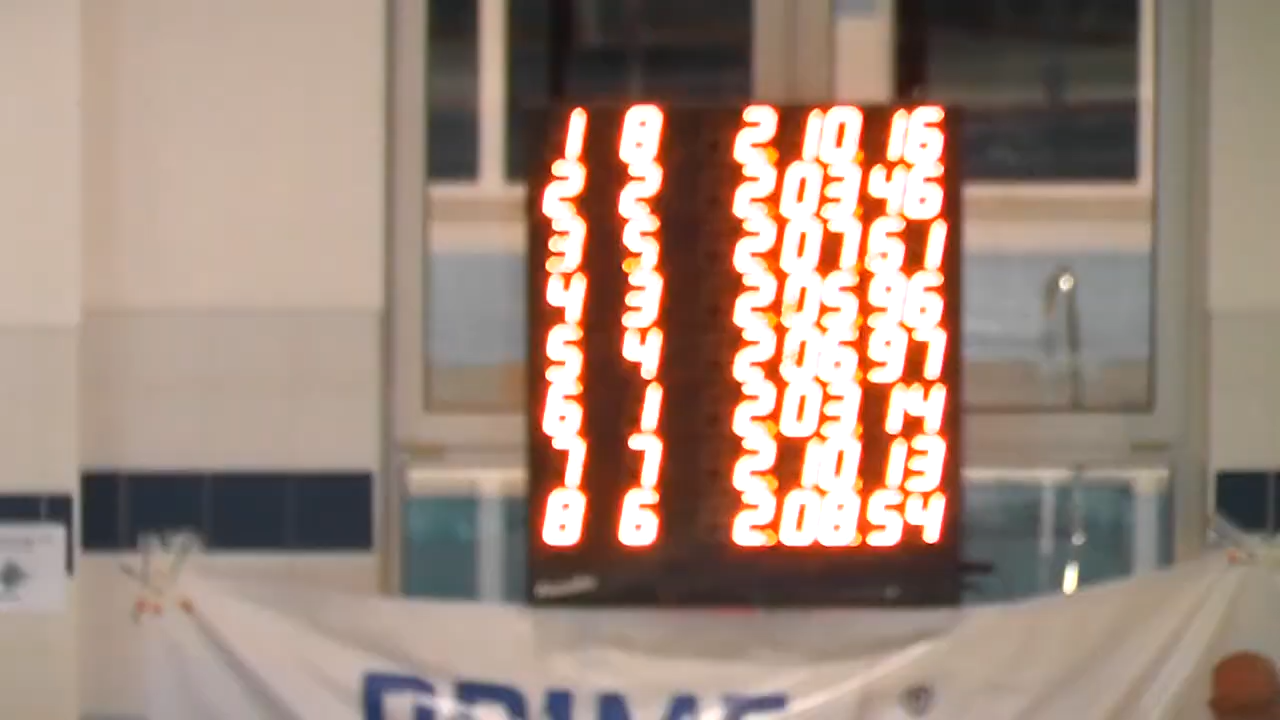 1 8 2 10 16
2 2 2 03 46
3 5 2 07 61
4 3 2 05 96
5 4 2 06 97
6 1 2 03 14
7 7 2 10 13
8 6 2 08 54
PRIME